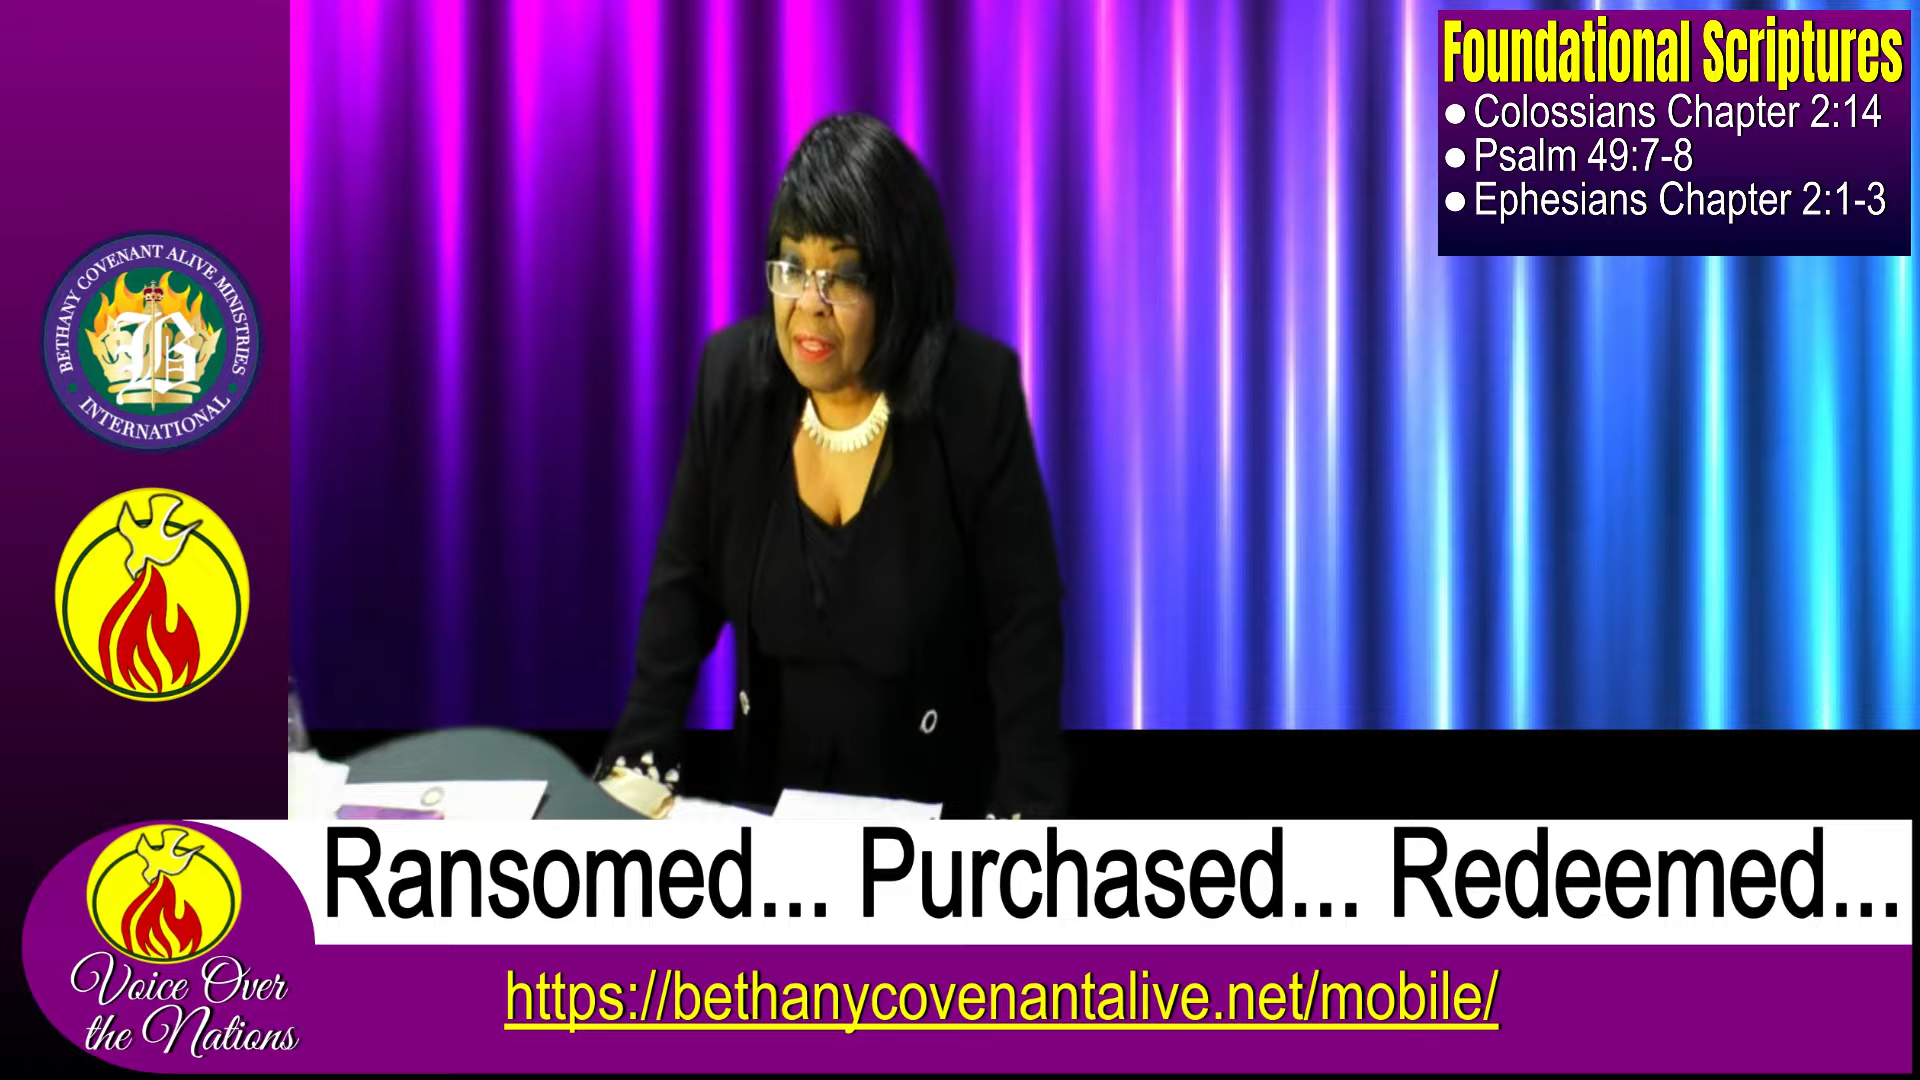 Foundational Scriptures
● Colossians Chapter 2:14
● Psalm 49:7-8
● Ephesians Chapter 2:1-3
BETHANY COVENANT ALIVE MINISTRIES
B
• INTERNATIONAL •
Ransomed... Purchased... Redeemed...
Voice Over
the Nations
https://bethanycovenantalive.net/mobile/